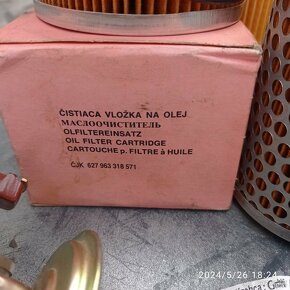 ČISTIACA VLOŽKA NA OLEJ
МАСЛООЧИСТИТЕЛЬ
OLFILTEREINSATZ
OIL FILTER CARTRIDGE
CARTOUCHE p. FILTRE à HUILE
ČJK 627 963 318 571
2024/5/26 18:24